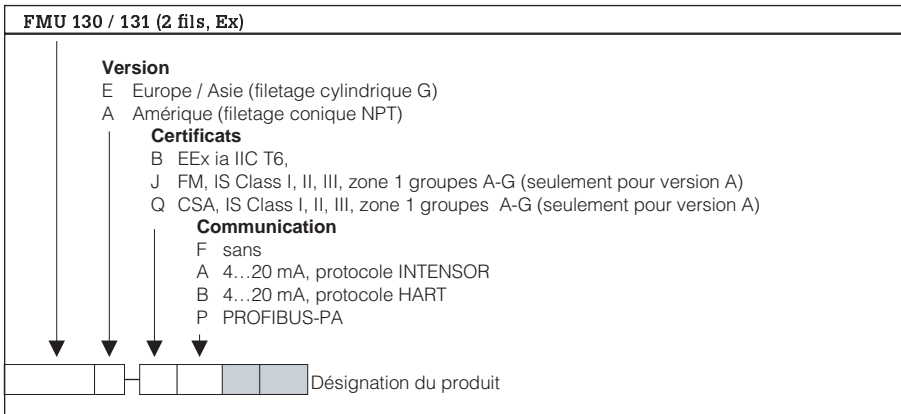 FMU 130 / 131 (2 fils, Ex)
Version
E Europe / Asie (filetage cylindrique G)
A Amérique (filetage conique NPT)
Certificats
B EEx ia IIC T6,
J FM, IS Class I, II, III, zone 1 groupes A-G (seulement pour version A)
Q CSA, IS Class I, II, III, zone 1 groupes A-G (seulement pour version A)
Communication
F sans
A 4…20 mA, protocole INTENSOR
B 4…20 mA, protocole HART
P PROFIBUS-PA
Désignation du produit